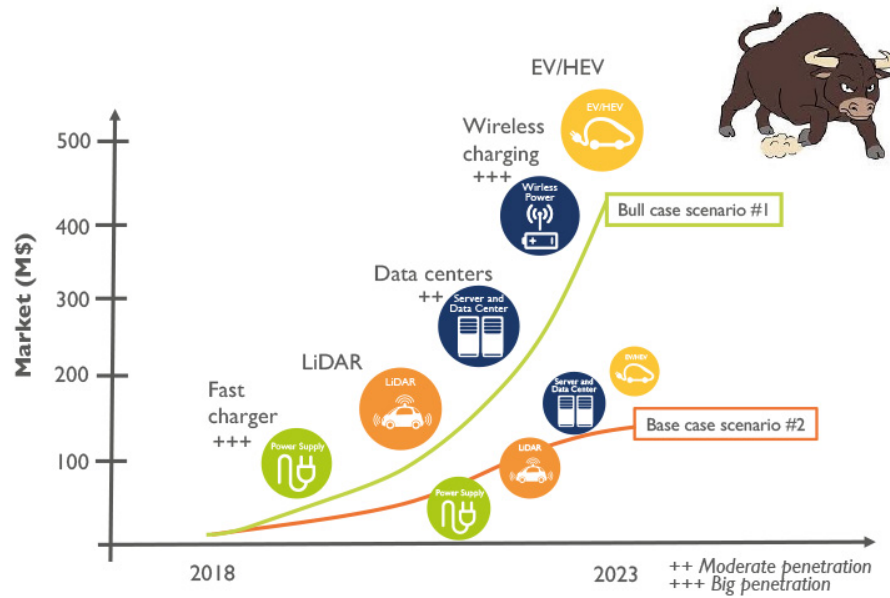 EV/HEV
EV/HEV
Wireless
charging
+++
Wirless
Power
500
400
300
200
100
Market (M$)
Bull case scenario #1
Data centers
++
Server and
Data Center
LiDAR
LiDAR
Fast
charger
+++
Power Supply
EV/HEV
Server and
Data Center
Base case scenario #2
LiDAR
Power Supply
2018
2023
++ Moderate penetration
+++ Big penetration